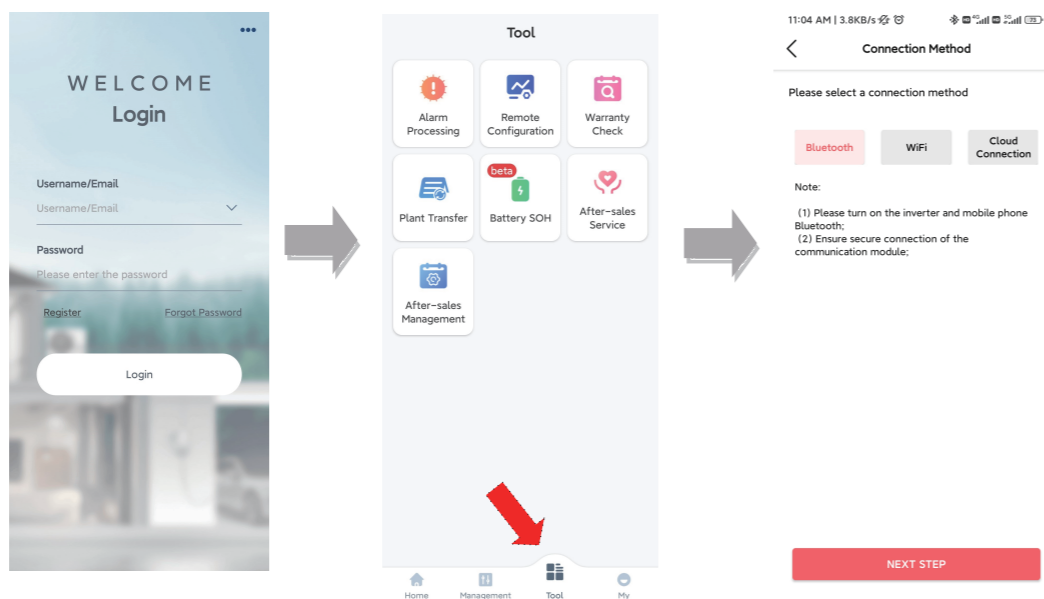 WELCOME
Login
Username/Email
Username/Email
Password
Please enter the password
Register
Forgot Password
Login
Tool
Alarm
Processing
Remote
Configuration
Warranty
Check
Plant Transfer
beta
Battery SOH
After-sales
Service
After-sales
Management
Home
Management
Tool
My
11:04 AM | 3.8KB/s
4G
5G
73
Connection Method
Please select a connection method
Bluetooth
WiFi
Cloud
Connection
Note:
(1) Please turn on the inverter and mobile phone
Bluetooth;
(2) Ensure secure connection of the
communication module;
NEXT STEP